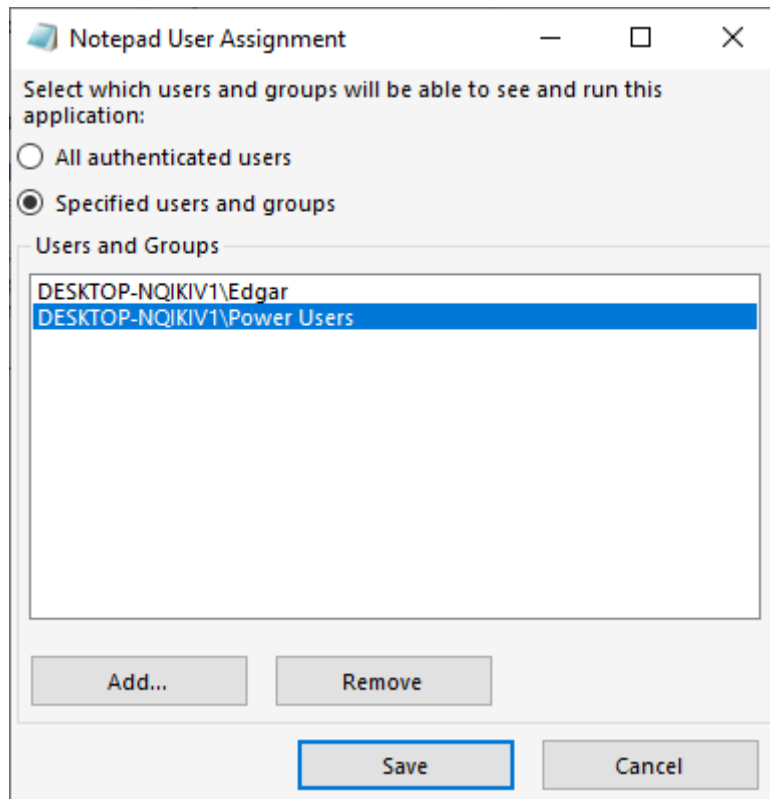 Notepad User Assignment
Select which users and groups will be able to see and run this
application:
All authenticated users
Specified users and groups
Users and Groups
DESKTOP-NQIKIV1\Edgar
DESKTOP-NQIKIV1\Power Users
Add...
Remove
Save
Cancel